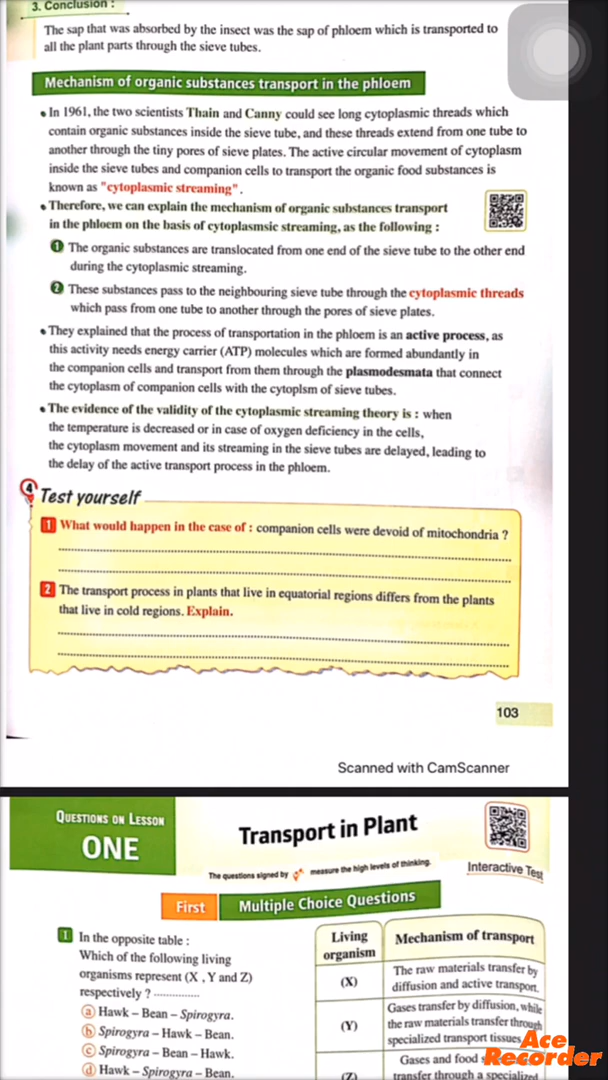 3. Conclusion :
The sap that was absorbed by the insect was the sap of phloem which is transported to
all the plant parts through the sieve tubes.
Mechanism of organic substances transport in the phloem
• In 1961, the two scientists Thain and Canny could see long cytoplasmic threads which
contain organic substances inside the sieve tube, and these threads extend from one tube to
another through the tiny pores of sieve plates. The active circular movement of cytoplasm
inside the sieve tubes and companion cells to transport the organic food substances is
known as "cytoplasmic streaming".
• Therefore, we can explain the mechanism of organic substances transport
in the phloem on the basis of cytoplasmsic streaming, as the following :
1 The organic substances are translocated from one end of the sieve tube to the other end
during the cytoplasmic streaming.
2 These substances pass to the neighbouring sieve tube through the cytoplasmic threads
which pass from one tube to another through the pores of sieve plates.
• They explained that the process of transportation in the phloem is an active process, as
this activity needs energy carrier (ATP) molecules which are formed abundantly in
the companion cells and transport from them through the plasmodesmata that connect
the cytoplasm of companion cells with the cytoplsm of sieve tubes.
• The evidence of the validity of the cytoplasmic streaming theory is : when
the temperature is decreased or in case of oxygen deficiency in the cells,
the cytoplasm movement and its streaming in the sieve tubes are delayed, leading to
the delay of the active transport process in the phloem.
4 Test yourself
1 What would happen in the case of : companion cells were devoid of mitochondria ?
2 The transport process in plants that live in equatorial regions differs from the plants
that live in cold regions. Explain.
103
Scanned with CamScanner
QUESTIONS ON LESSON
ONE
Transport in Plant
The questions signed by measure the high levels of thinking.
Interactive Test
First Multiple Choice Questions
1 In the opposite table :
Which of the following living
organisms represent (X , Y and Z)
respectively ? ..............
a Hawk – Bean – Spirogyra.
b Spirogyra – Hawk – Bean.
c Spirogyra – Bean – Hawk.
d Hawk – Spirogyra – Bean.
Living
organism
Mechanism of transport
(X)
The raw materials transfer by
diffusion and active transport.
(Y)
Gases transfer by diffusion, while
the raw materials transfer through
specialized transport tissues
(Z)
Gases and food
transfer through a specialized
Ace
Recorder